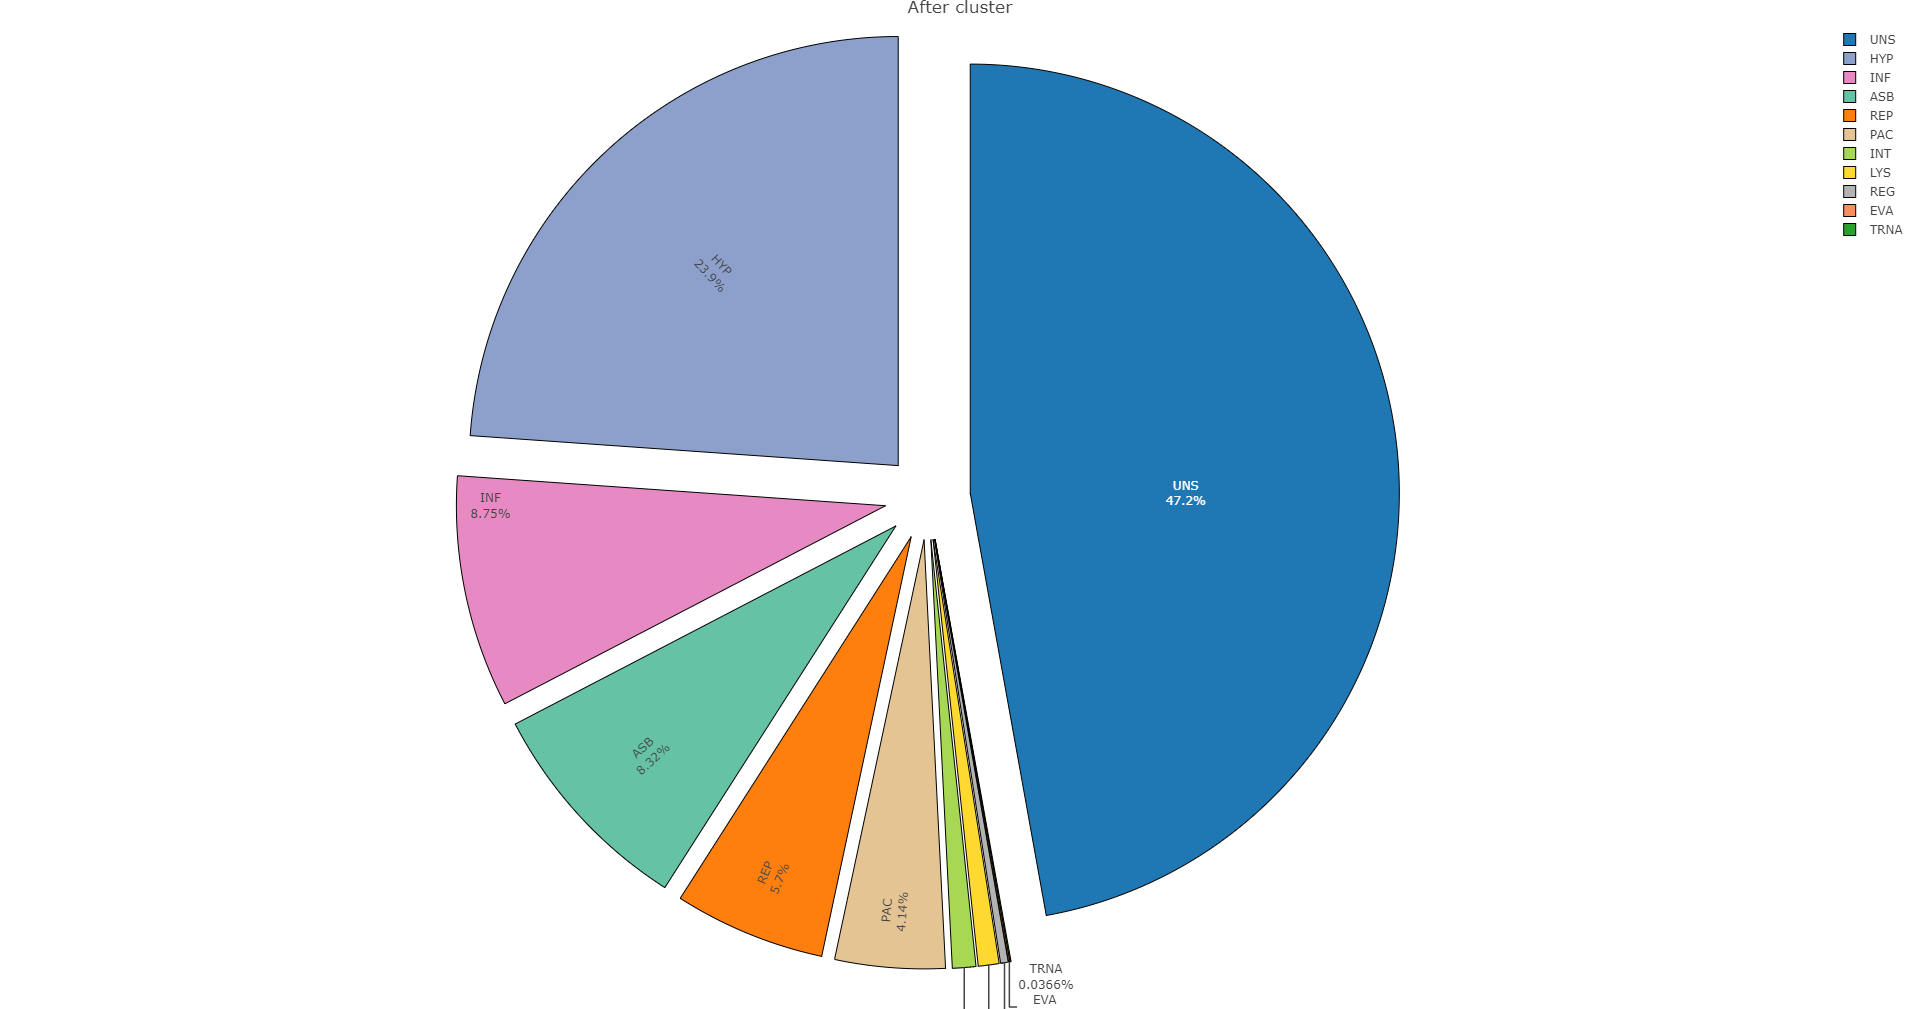 After cluster
UNS
HYP
INF
ASB
REP
PAC
INT
LYS
REG
EVA
TRNA
HYP
23.9%
UNS
47.2%
INF
8.75%
ASB
8.32%
REP
5.7%
PAC
4.14%
TRNA
0.0366%
EVA